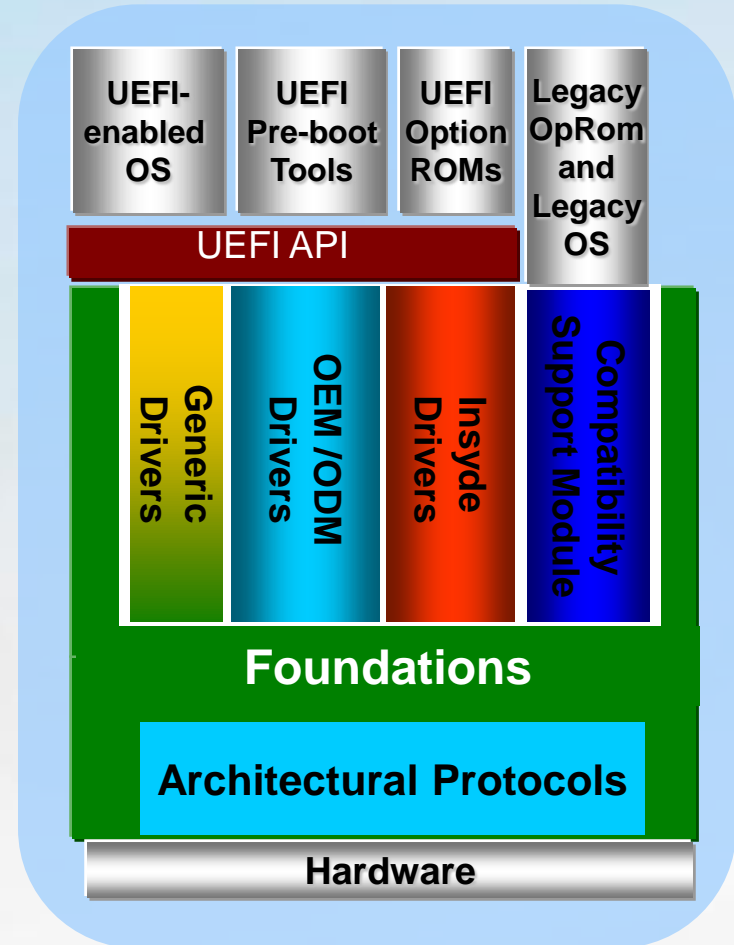 UEFI-
enabled
OS
UEFI
Pre-boot
Tools
UEFI
Option
ROMs
Legacy
OpRom
and
Legacy
OS
UEFI API
Generic
Drivers
OEM /ODM
Drivers
Insyde
Drivers
Compatibility
Support Module
Foundations
Architectural Protocols
Hardware